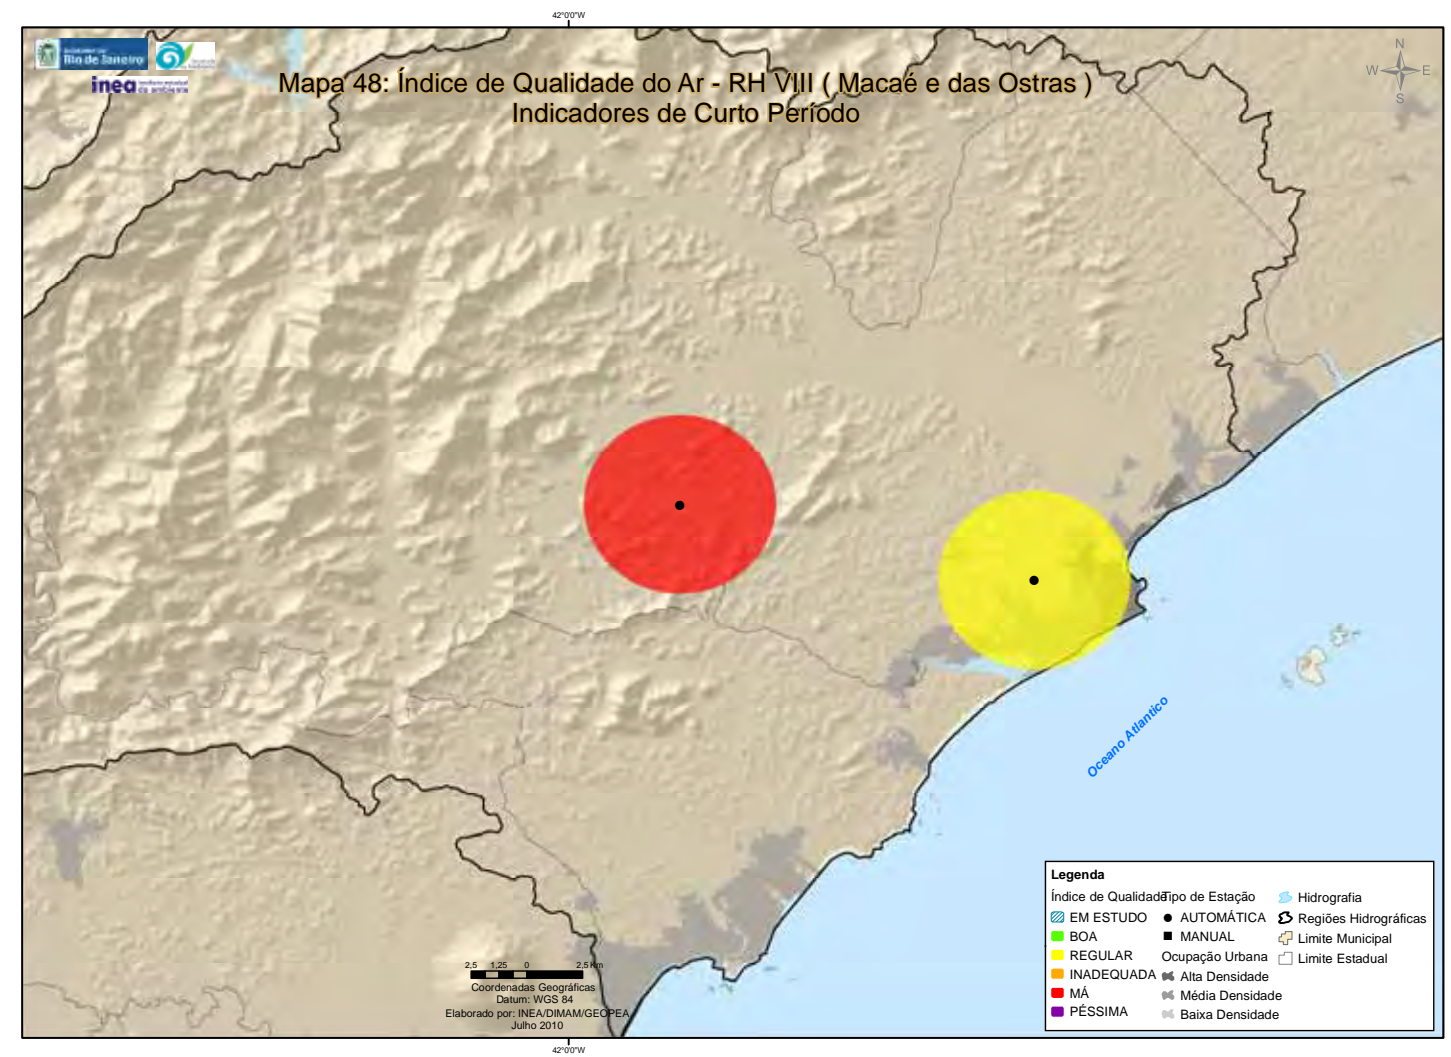 42°0'0"W
Rio de Janeiro
inea instituto estadual
do ambiente
Mapa 48: Índice de Qualidade do Ar - RH VIII ( Macaé e das Ostras )
Indicadores de Curto Período
N
W E
S
Oceano Atlantico
Legenda
Índice de Qualidade Tipo de Estação Hidrografia
EM ESTUDO AUTOMÁTICA Regiões Hidrográficas
BOA MANUAL Limite Municipal
REGULAR Ocupação Urbana Limite Estadual
INADEQUADA Alta Densidade
MÁ Média Densidade
PÉSSIMA Baixa Densidade
2,5 1,25 0 2,5 Km
Coordenadas Geográficas
Datum: WGS 84
Elaborado por: INEA/DIMAM/GEOPEA
Julho 2010
42°0'0"W